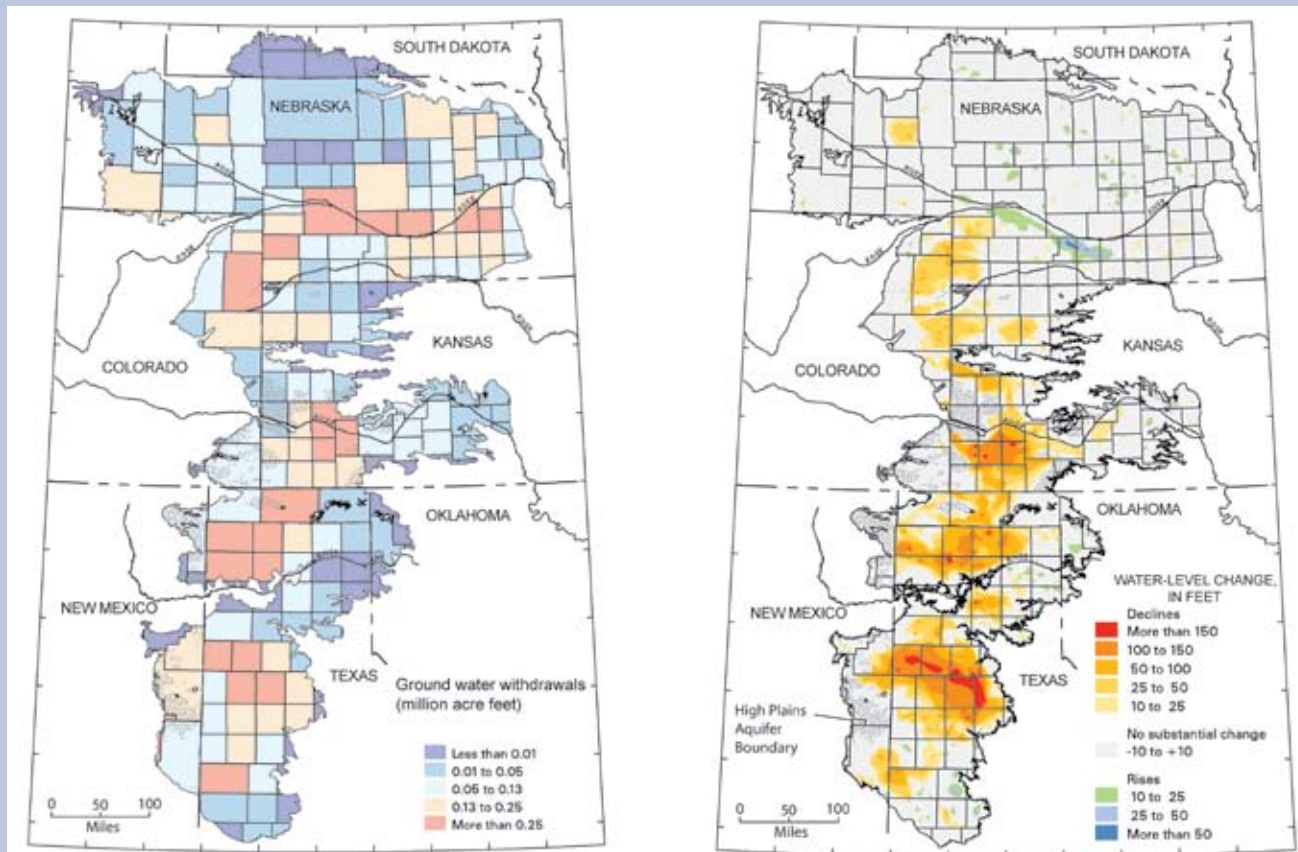 SOUTH DAKOTA
NEBRASKA
COLORADO
KANSAS
OKLAHOMA
NEW MEXICO
TEXAS
Ground water withdrawals
(million acre feet)
Less than 0.01
0.01 to 0.05
0.05 to 0.13
0.13 to 0.25
More than 0.25
0 50 100
Miles
SOUTH DAKOTA
NEBRASKA
COLORADO
KANSAS
OKLAHOMA
NEW MEXICO
TEXAS
High Plains
Aquifer
Boundary
WATER-LEVEL CHANGE,
IN FEET
Declines
More than 150
100 to 150
50 to 100
25 to 50
10 to 25
No substantial change
-10 to +10
Rises
10 to 25
25 to 50
More than 50
0 50 100
Miles